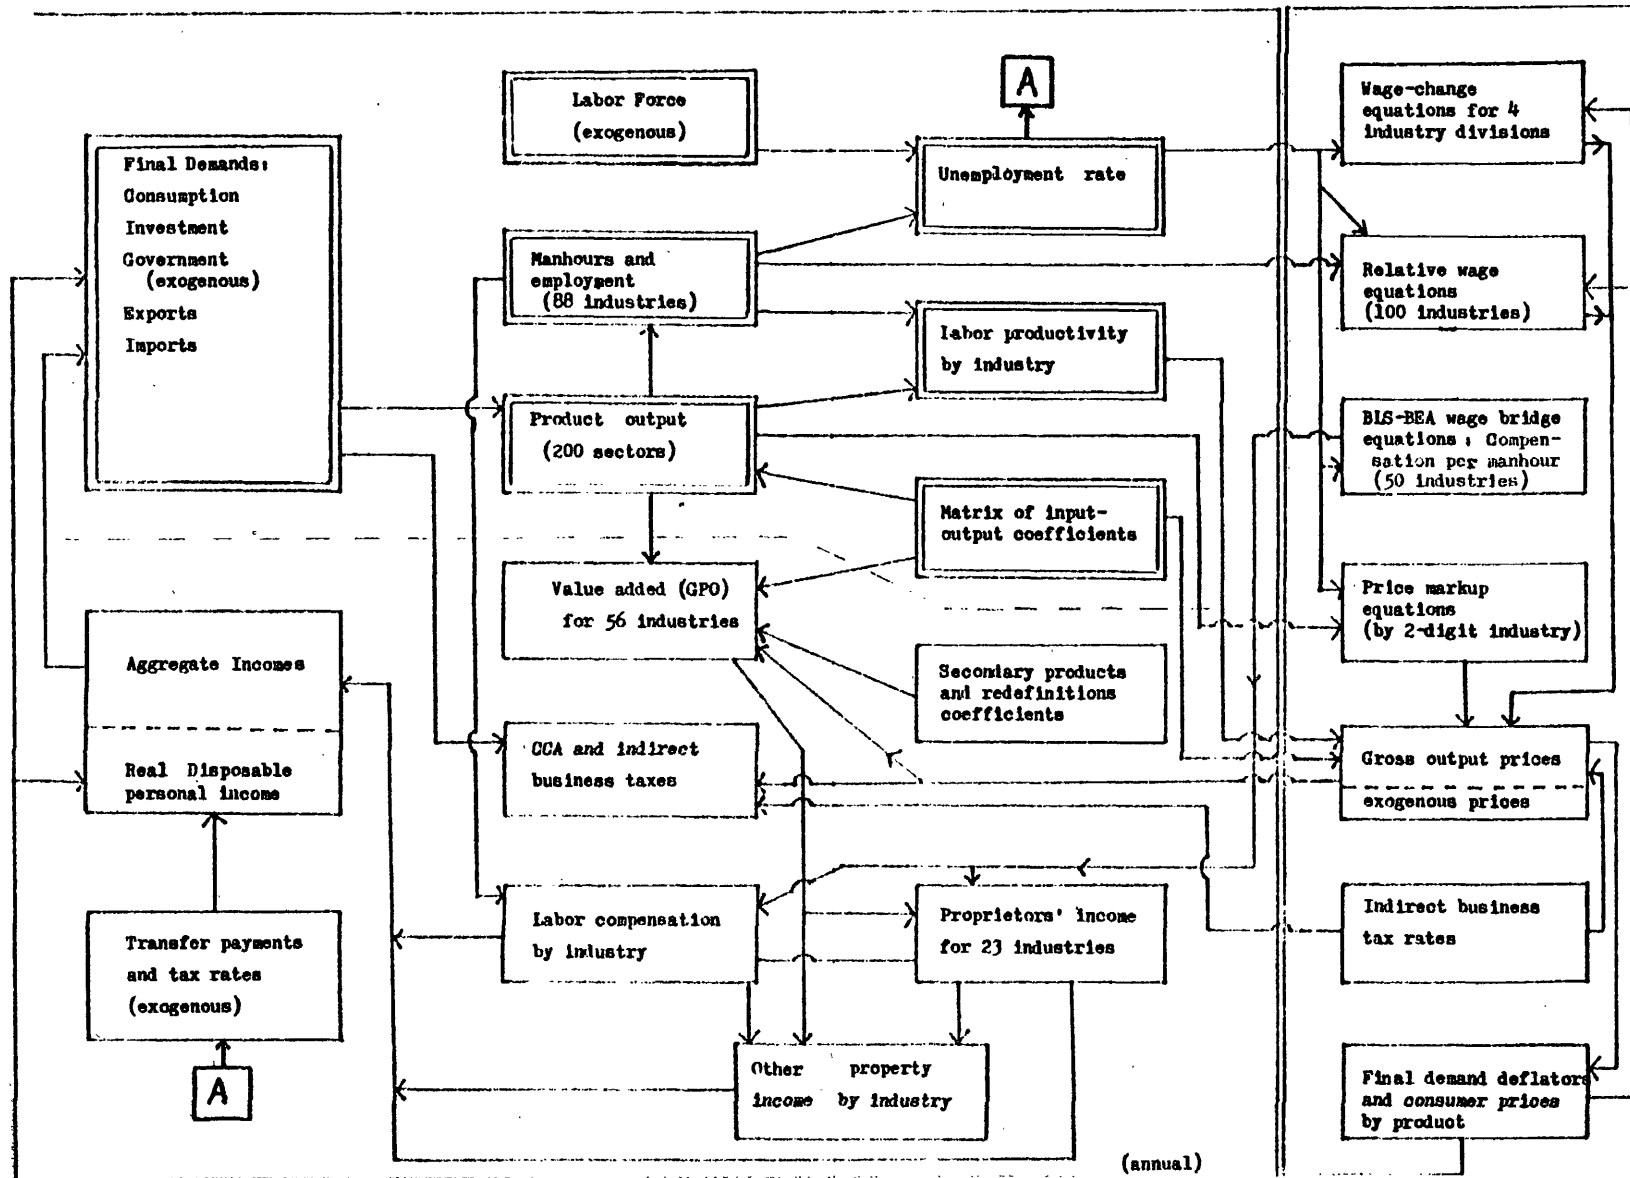 A
Labor Force
(exogenous)
Wage-change
equations for 4
industry divisions
Final Demands:
Consumption
Investment
Government
(exogenous)
Exports
Imports
Unemployment rate
Manhours and
employment
(88 industries)
Relative wage
equations
(100 industries)
Labor productivity
by industry
Product output
(200 sectors)
BLS-BEA wage bridge
equations: Compen-
sation per manhour
(50 industries)
Matrix of input-
output coefficients
Value added (GPO)
for 56 industries
Price markup
equations
(by 2-digit industry)
Aggregate Incomes
Secondary products
and redefinitions
coefficients
Real Disposable
personal income
CCA and indirect
business taxes
Gross output prices
exogenous prices
Transfer payments
and tax rates
(exogenous)
Labor compensation
by industry
Proprietors' income
for 23 industries
Indirect business
tax rates
A
Other property
income by industry
Final demand deflators
and consumer prices
by product
(annual)